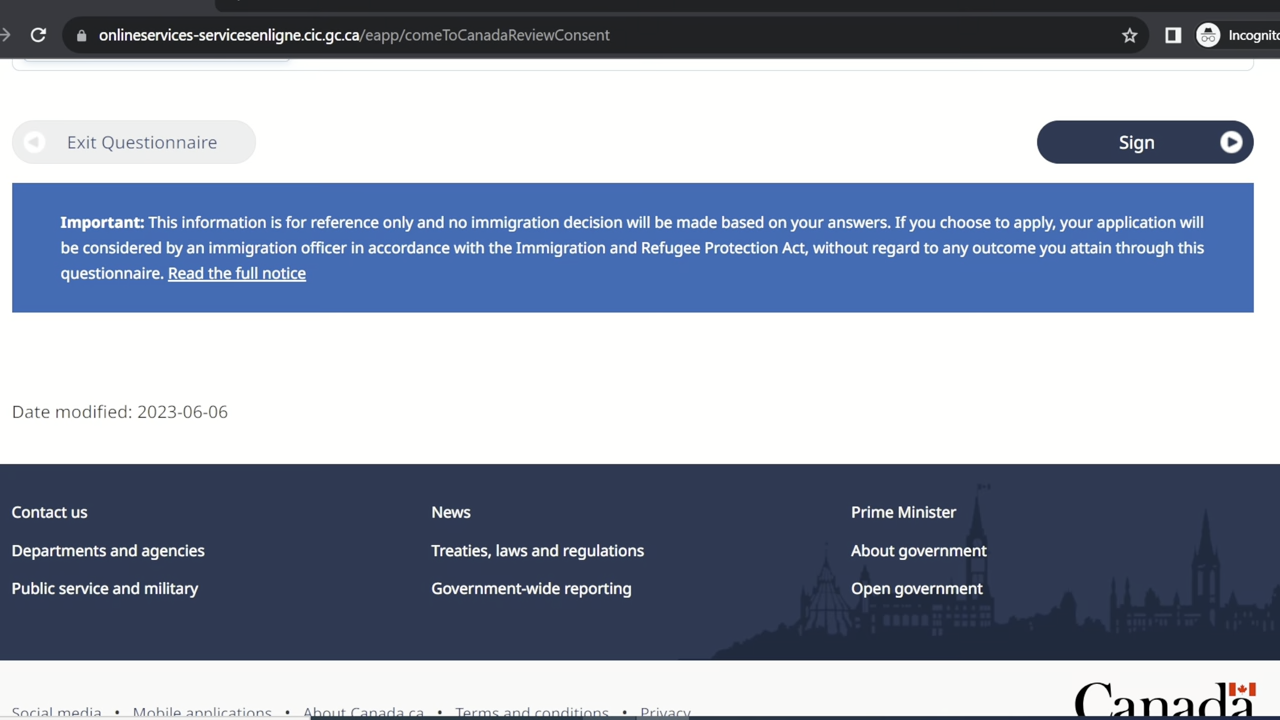 onlineservices-servicesenligne.cic.gc.ca/eapp/comeToCanadaReviewConsent
Incognito
Exit Questionnaire
Sign
Important: This information is for reference only and no immigration decision will be made based on your answers. If you choose to apply, your application will
be considered by an immigration officer in accordance with the Immigration and Refugee Protection Act, without regard to any outcome you attain through this
questionnaire. Read the full notice
Date modified: 2023-06-06
Contact us
News
Prime Minister
Departments and agencies
Treaties, laws and regulations
About government
Public service and military
Government-wide reporting
Open government
Social media • Mobile applications • About Canada.ca • Terms and conditions • Privacy
Canada